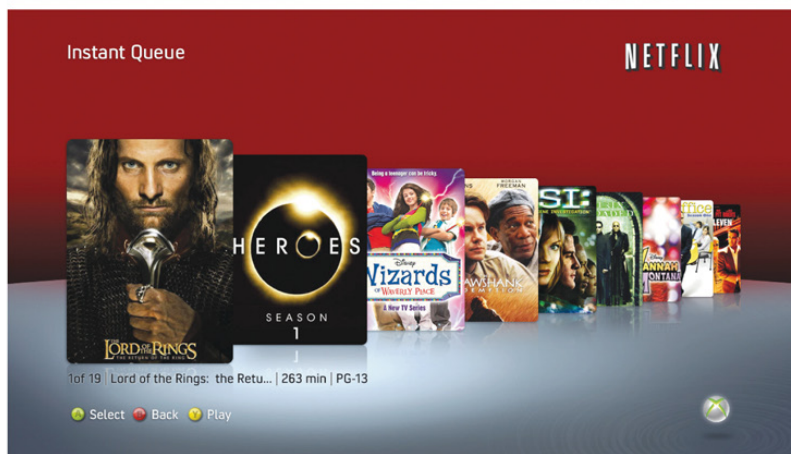 Instant Queue
NETFLIX
THE LORD OF THE RINGS
THE RETURN OF THE KING
HEROES
SEASON
1
Being a teenager can be tricky.
Disney
Wizards
OF WAVERLY PLACE
A New TV Series
MORGAN
FREEMAN
SI:
1of 19 | Lord of the Rings: the Retu... | 263 min | PG-13
Select
Back
Play